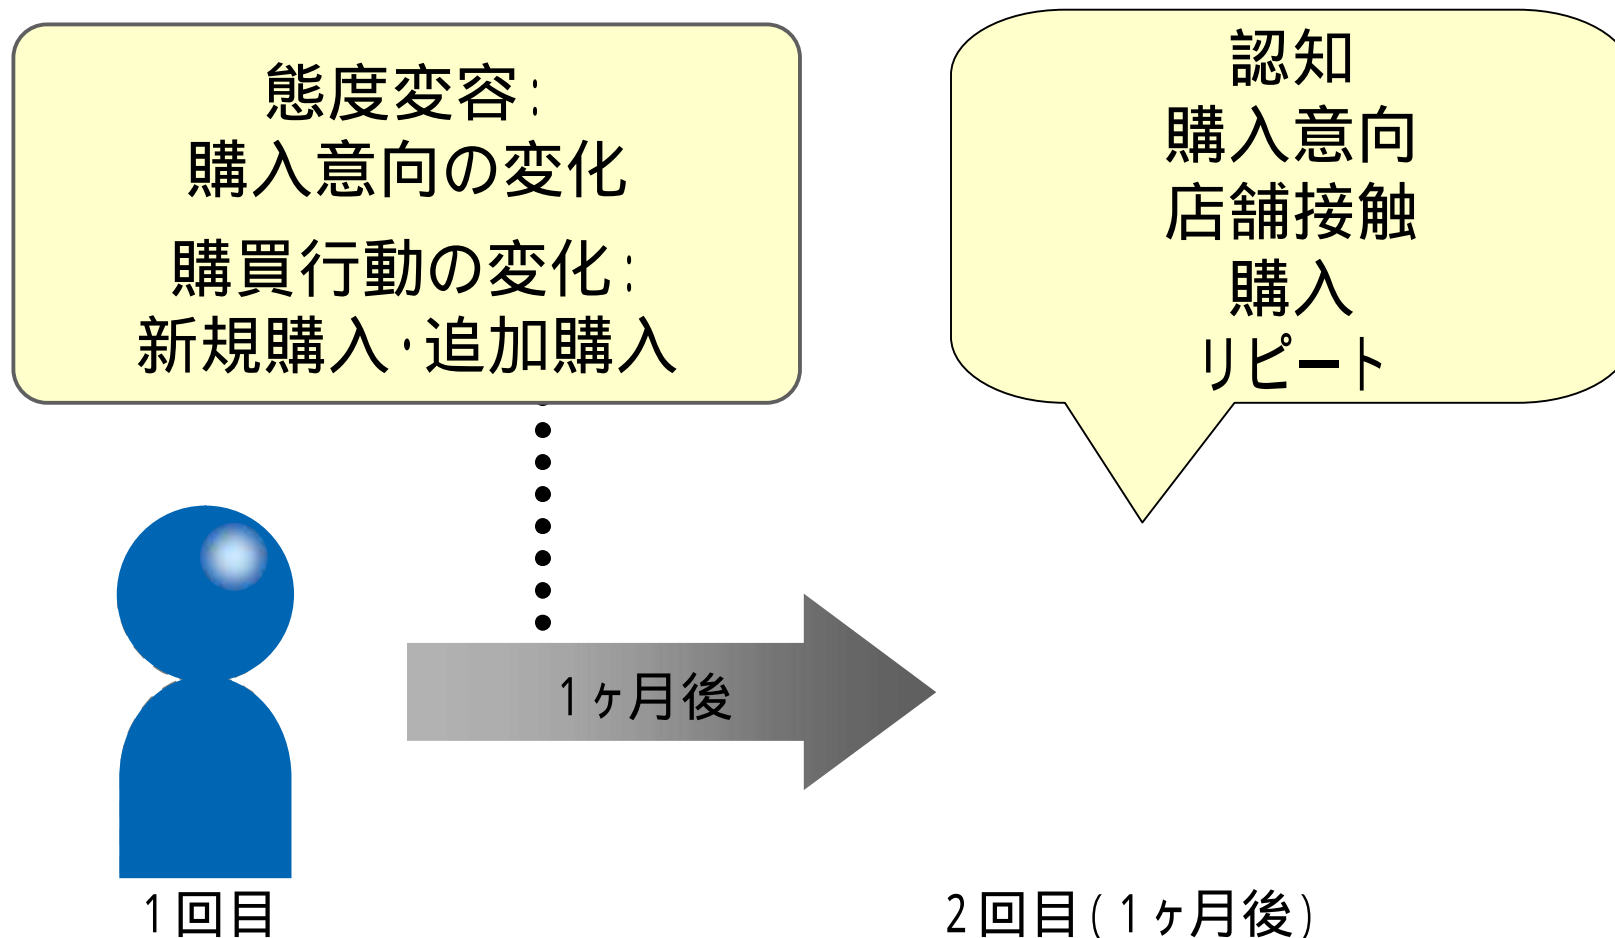 態度変容:
購入意向の変化
購買行動の変化:
新規購入・追加購入
認知
購入意向
店舗接触
購入
リピート
1ヶ月後
1回目
2回目(1ヶ月後)